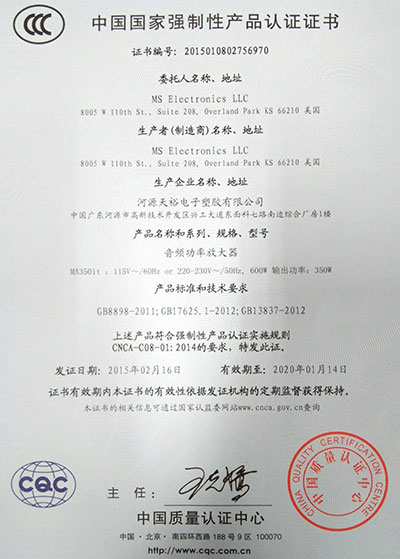 中国国家强制性产品认证证书
证书编号: 2015010802756970
委托人名称、地址
MS Electronics LLC
8005 W 110th St., Suite 208, Overland Park KS 66210 美国
生产者(制造商)名称、地址
MS Electronics LLC
8005 W 110th St., Suite 208, Overland Park KS 66210 美国
生产企业名称、地址
河源天裕电子塑胶有限公司
中国广东河源市高新技术开发区兴工大道东面科七路南边综合厂房1楼
产品名称和系列、规格、型号
音频功率放大器
MA350lt : 115V～/60Hz or 220-230V～/50Hz, 600W 输出功率: 350W
产品标准和技术要求
GB8898-2011;GB17625.1-2012;GB13837-2012
上述产品符合强制性产品认证实施规则
CNCA-C08-01:2014的要求，特发此证。
发证日期: 2015年02月16日 有效期至: 2020年01月14日
证书有效期内本证书的有效性依据发证机构的定期监督获得保持。
本证书的相关信息可通过国家认监委网站www.cnca.gov.cn查询
CHINA QUALITY CERTIFICATION CENTRE
中国质量认证中心
CQC
主任:
中国质量认证中心
中国·北京·南四环西路188号9区 100070
http://www.cqc.com.cn